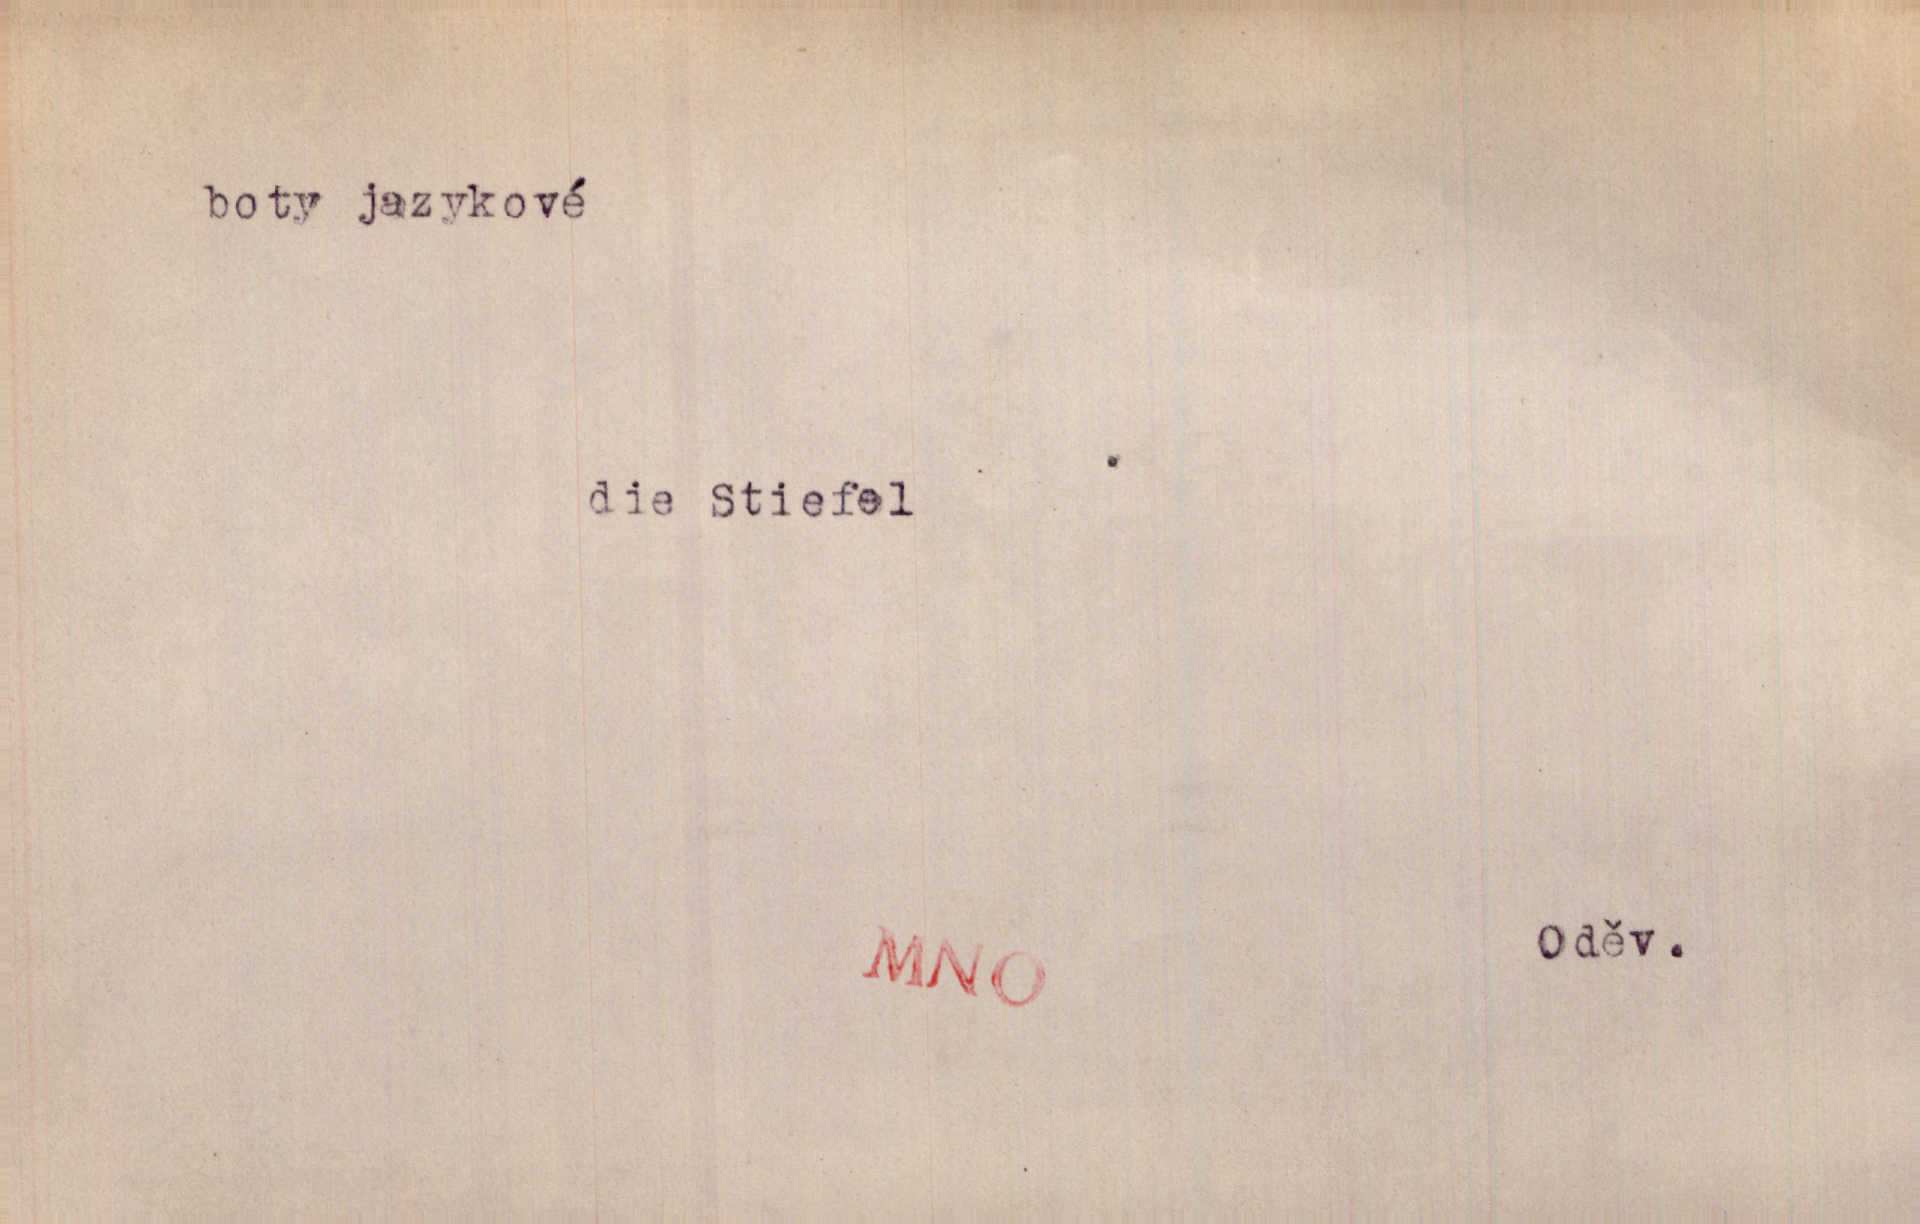 boty jazykové
die Stiefel
MNO
Oděv.